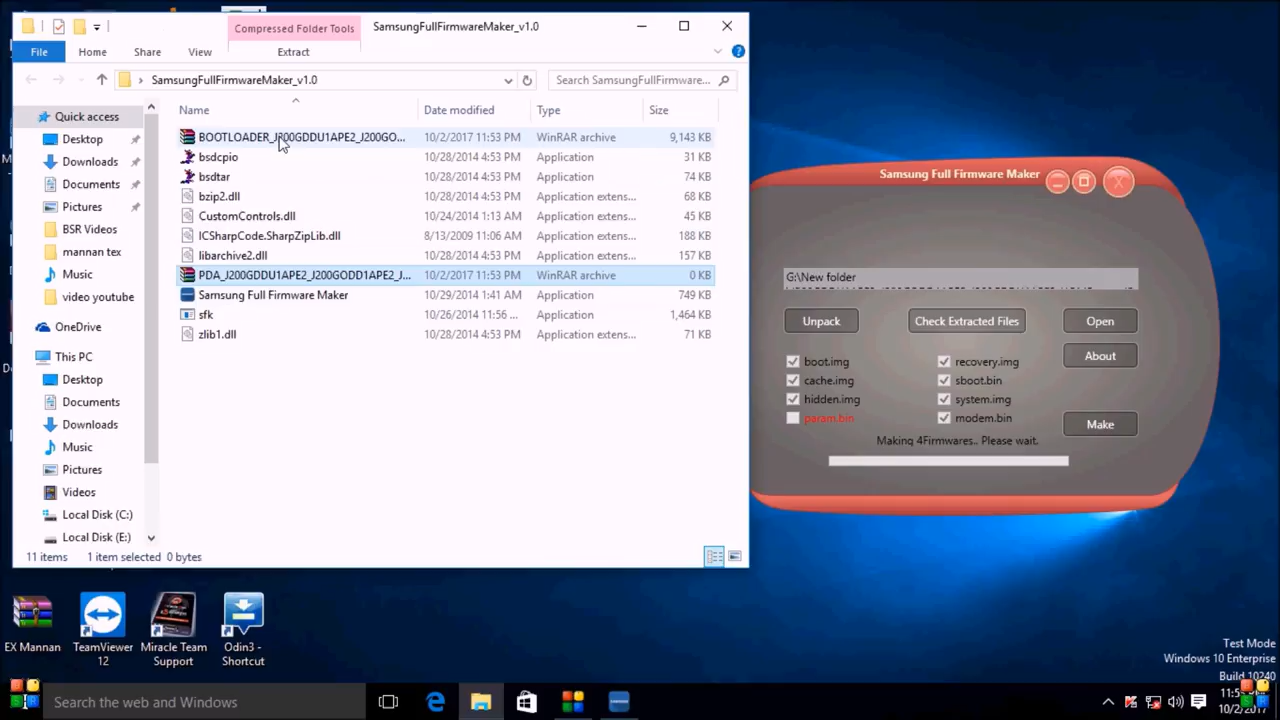 Compressed Folder Tools
SamsungFullFirmwareMaker_v1.0
File
Home
Share
View
Extract
SamsungFullFirmwareMaker_v1.0
Search SamsungFullFirmware...
Name
Date modified
Type
Size
Quick access
Desktop
Downloads
Documents
Pictures
BSR Videos
mannan tex
Music
video youtube
OneDrive
This PC
Desktop
Documents
Downloads
Music
Pictures
Videos
Local Disk (C:)
Local Disk (E:)
BOOTLOADER_J200GDDU1APE2_J200GO... 10/2/2017 11:53 PM WinRAR archive 9,143 KB
bsdcpio 10/28/2014 4:53 PM Application 31 KB
bsdtar 10/28/2014 4:53 PM Application 74 KB
bzip2.dll 10/28/2014 4:53 PM Application extens... 68 KB
CustomControls.dll 10/24/2014 1:13 AM Application extens... 45 KB
ICSharpCode.SharpZipLib.dll 8/13/2009 11:06 AM Application extens... 188 KB
libarchive2.dll 10/28/2014 4:53 PM Application extens... 157 KB
PDA_J200GDDU1APE2_J200GODD1APE2_J... 10/2/2017 11:53 PM WinRAR archive 0 KB
Samsung Full Firmware Maker 10/29/2014 1:41 AM Application 749 KB
sfk 10/26/2014 11:56 ... Application 1,464 KB
zlib1.dll 10/28/2014 4:53 PM Application extens... 71 KB
11 items 1 item selected 0 bytes
Samsung Full Firmware Maker
G:\New folder
Unpack
Check Extracted Files
Open
About
boot.img
recovery.img
cache.img
sboot.bin
hidden.img
system.img
param.bin
modem.bin
Make
Making 4Firmwares.. Please wait.
EX Mannan
TeamViewer 12
Miracle Team Support
Odin3 - Shortcut
Test Mode
Windows 10 Enterprise
Build 10240
Search the web and Windows
10/2/2017